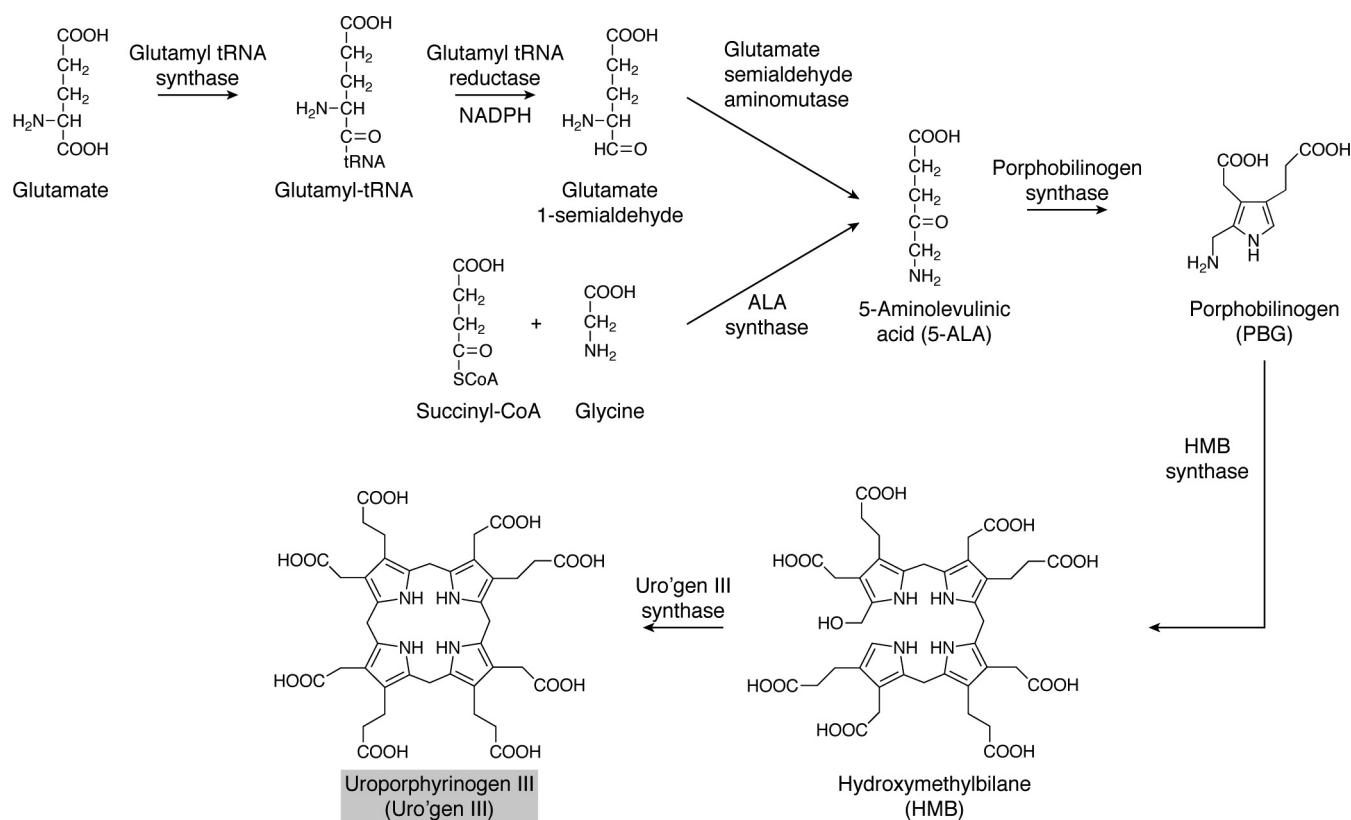 COOH
CH2
CH2
H2N–CH
COOH
Glutamate
Glutamyl tRNA
synthase
COOH
CH2
CH2
H2N–CH
C=O
tRNA
Glutamyl-tRNA
Glutamyl tRNA
reductase
NADPH
COOH
CH2
CH2
H2N–CH
HC=O
Glutamate
1-semialdehyde
Glutamate
semialdehyde
aminomutase
COOH
CH2
CH2
C=O
SCoA
Succinyl-CoA
+
COOH
CH2
NH2
Glycine
ALA
synthase
COOH
CH2
CH2
C=O
CH2
NH2
5-Aminolevulinic
acid (5-ALA)
Porphobilinogen
synthase
COOH
COOH
N
H
H2N
Porphobilinogen
(PBG)
HMB
synthase
COOH
COOH
HOOC
COOH
NH HN
HO
NH HN
HOOC
COOH
HOOC
COOH
Hydroxymethylbilane
(HMB)
Uro'gen III
synthase
COOH
COOH
HOOC
COOH
NH HN
NH HN
HOOC
COOH
COOH
COOH
Uroporphyrinogen III
(Uro'gen III)